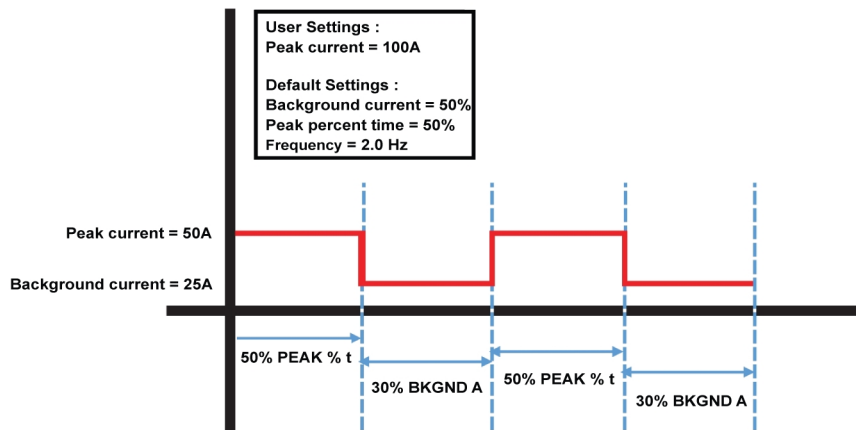 User Settings :
Peak current = 100A
Default Settings :
Background current = 50%
Peak percent time = 50%
Frequency = 2.0 Hz
Peak current = 50A
Background current = 25A
50% PEAK % t
30% BKGND A
50% PEAK % t
30% BKGND A